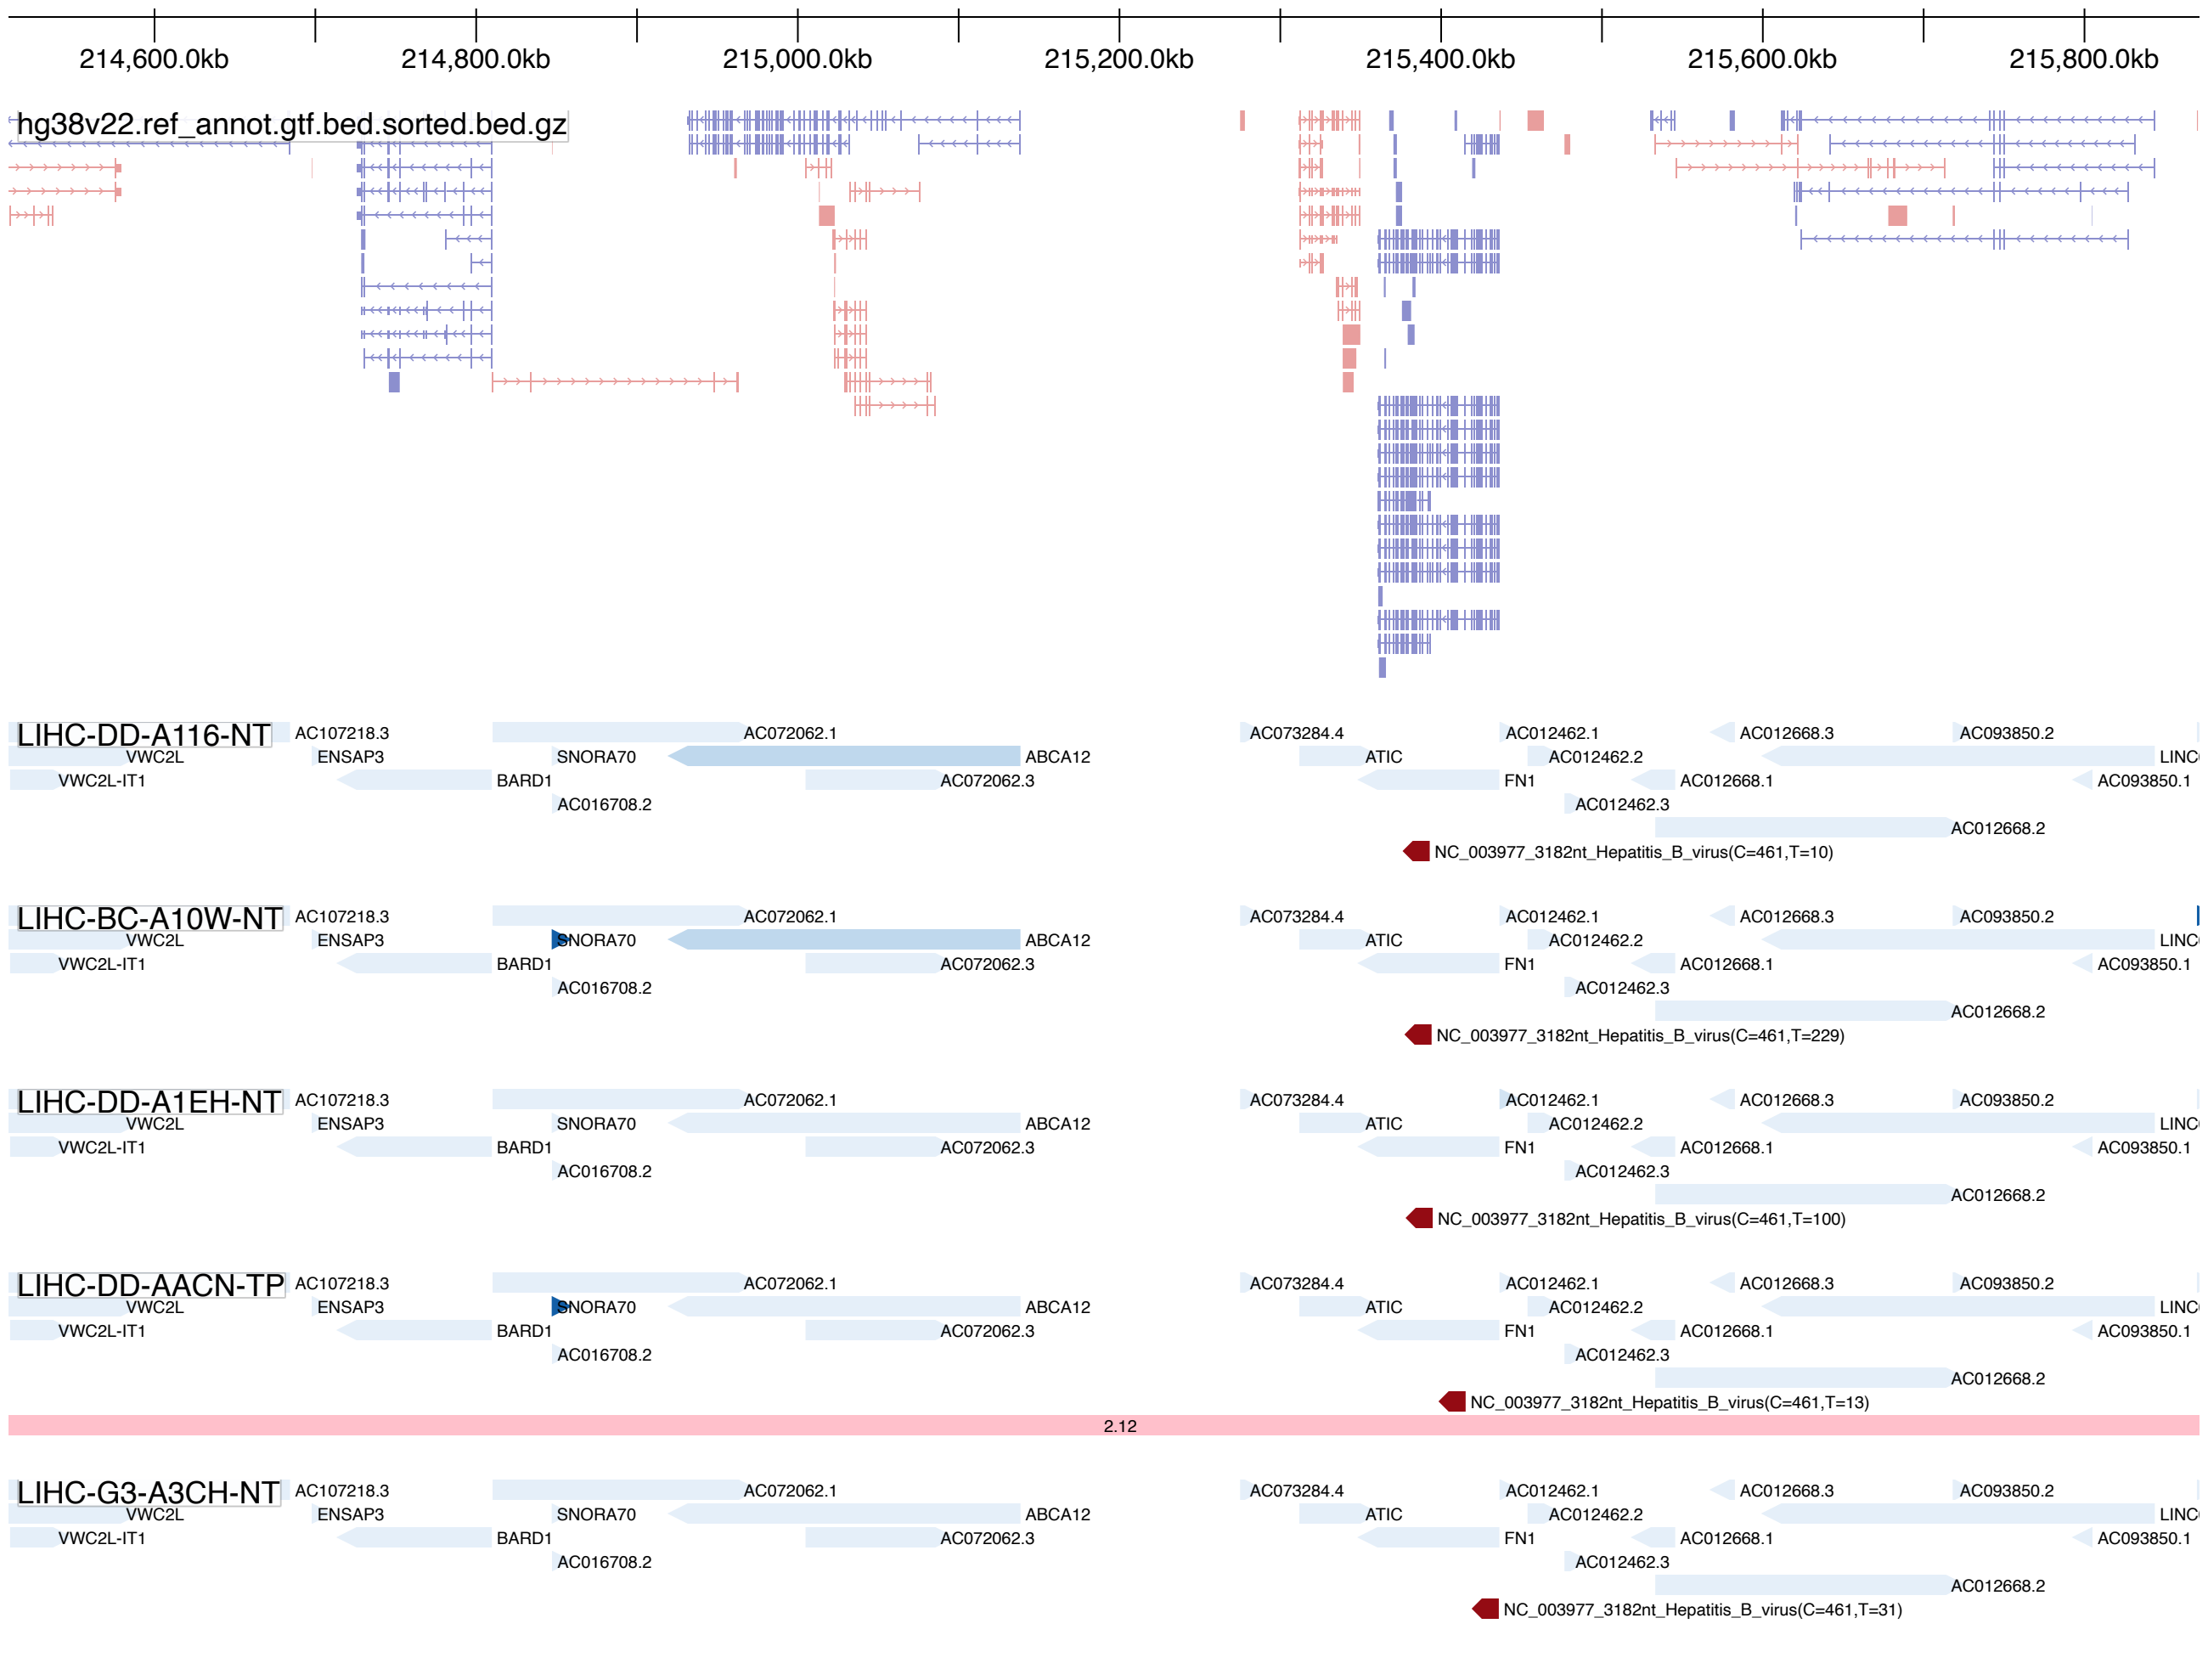 214,600.0kb 214,800.0kb 215,000.0kb 215,200.0kb 215,400.0kb 215,600.0kb 215,800.0kb
hg38v22.ref_annot.gtf.bed.sorted.bed.gz
LIHC-DD-A116-NT AC107218.3 AC072062.1 AC073284.4 AC012462.1 AC012668.3 AC093850.2
VWC2L ENSAP3 SNORA70 ABCA12 ATIC AC012462.2 LINC
VWC2L-IT1 BARD1 AC072062.3 FN1 AC012668.1 AC093850.1
AC016708.2 AC012462.3
AC012668.2
NC_003977_3182nt_Hepatitis_B_virus(C=461,T=10)
LIHC-BC-A10W-NT AC107218.3 AC072062.1 AC073284.4 AC012462.1 AC012668.3 AC093850.2
VWC2L ENSAP3 SNORA70 ABCA12 ATIC AC012462.2 LINC
VWC2L-IT1 BARD1 AC072062.3 FN1 AC012668.1 AC093850.1
AC016708.2 AC012462.3
AC012668.2
NC_003977_3182nt_Hepatitis_B_virus(C=461,T=229)
LIHC-DD-A1EH-NT AC107218.3 AC072062.1 AC073284.4 AC012462.1 AC012668.3 AC093850.2
VWC2L ENSAP3 SNORA70 ABCA12 ATIC AC012462.2 LINC
VWC2L-IT1 BARD1 AC072062.3 FN1 AC012668.1 AC093850.1
AC016708.2 AC012462.3
AC012668.2
NC_003977_3182nt_Hepatitis_B_virus(C=461,T=100)
LIHC-DD-AACN-TP AC107218.3 AC072062.1 AC073284.4 AC012462.1 AC012668.3 AC093850.2
VWC2L ENSAP3 SNORA70 ABCA12 ATIC AC012462.2 LINC
VWC2L-IT1 BARD1 AC072062.3 FN1 AC012668.1 AC093850.1
AC016708.2 AC012462.3
AC012668.2
NC_003977_3182nt_Hepatitis_B_virus(C=461,T=13)
2.12
LIHC-G3-A3CH-NT AC107218.3 AC072062.1 AC073284.4 AC012462.1 AC012668.3 AC093850.2
VWC2L ENSAP3 SNORA70 ABCA12 ATIC AC012462.2 LINC
VWC2L-IT1 BARD1 AC072062.3 FN1 AC012668.1 AC093850.1
AC016708.2 AC012462.3
AC012668.2
NC_003977_3182nt_Hepatitis_B_virus(C=461,T=31)